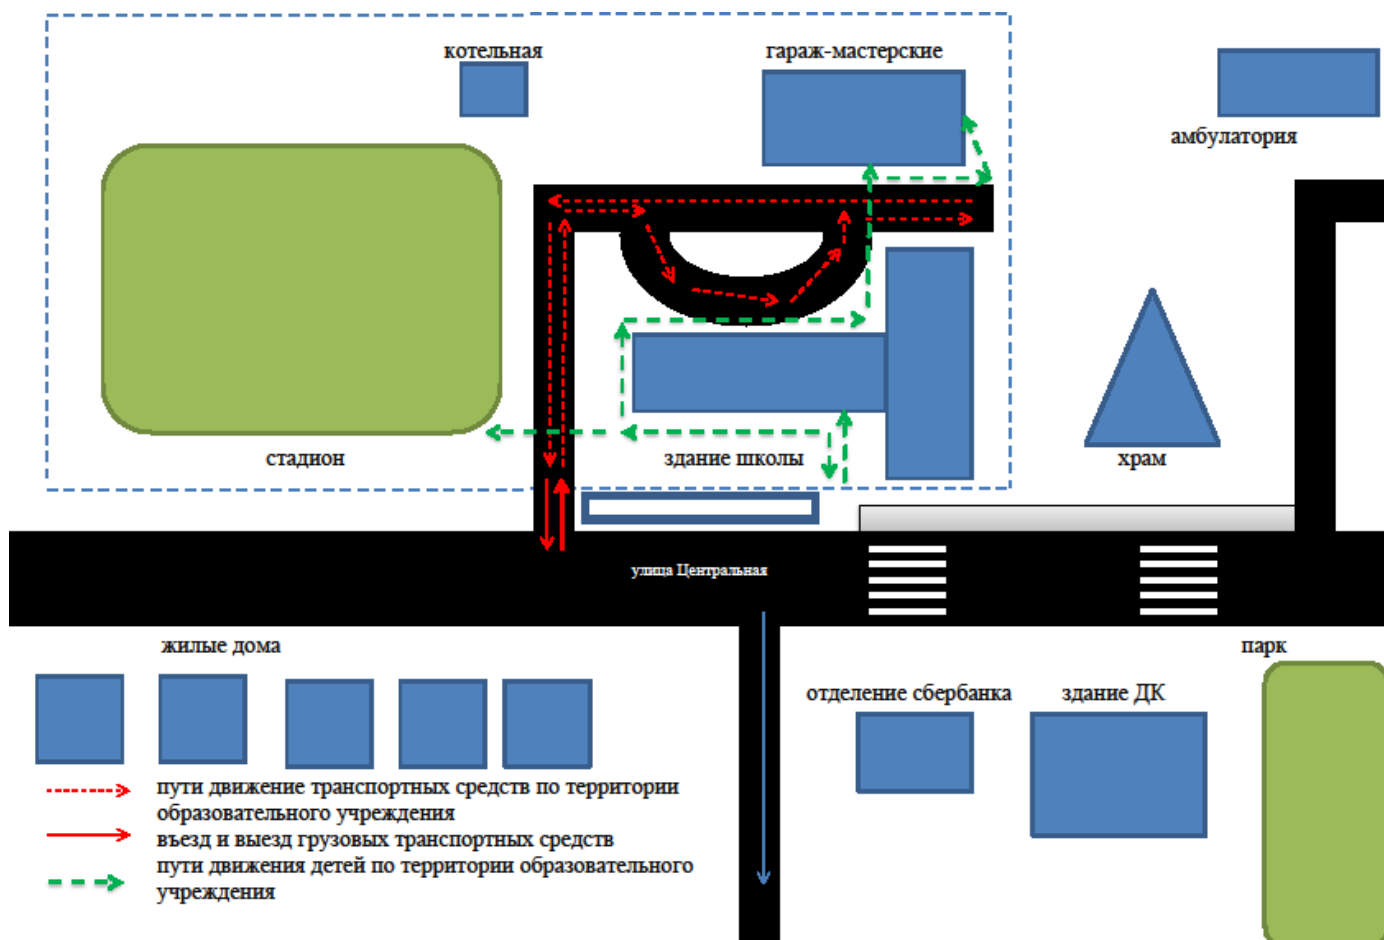 котельная
гараж-мастерские
амбулатория
стадион
здание школы
храм
улица Центральная
жилые дома
парк
отделение сбербанка
здание ДК
пути движение транспортных средств по территории
образовательного учреждения
въезд и выезд грузовых транспортных средств
пути движения детей по территории образовательного
учреждения